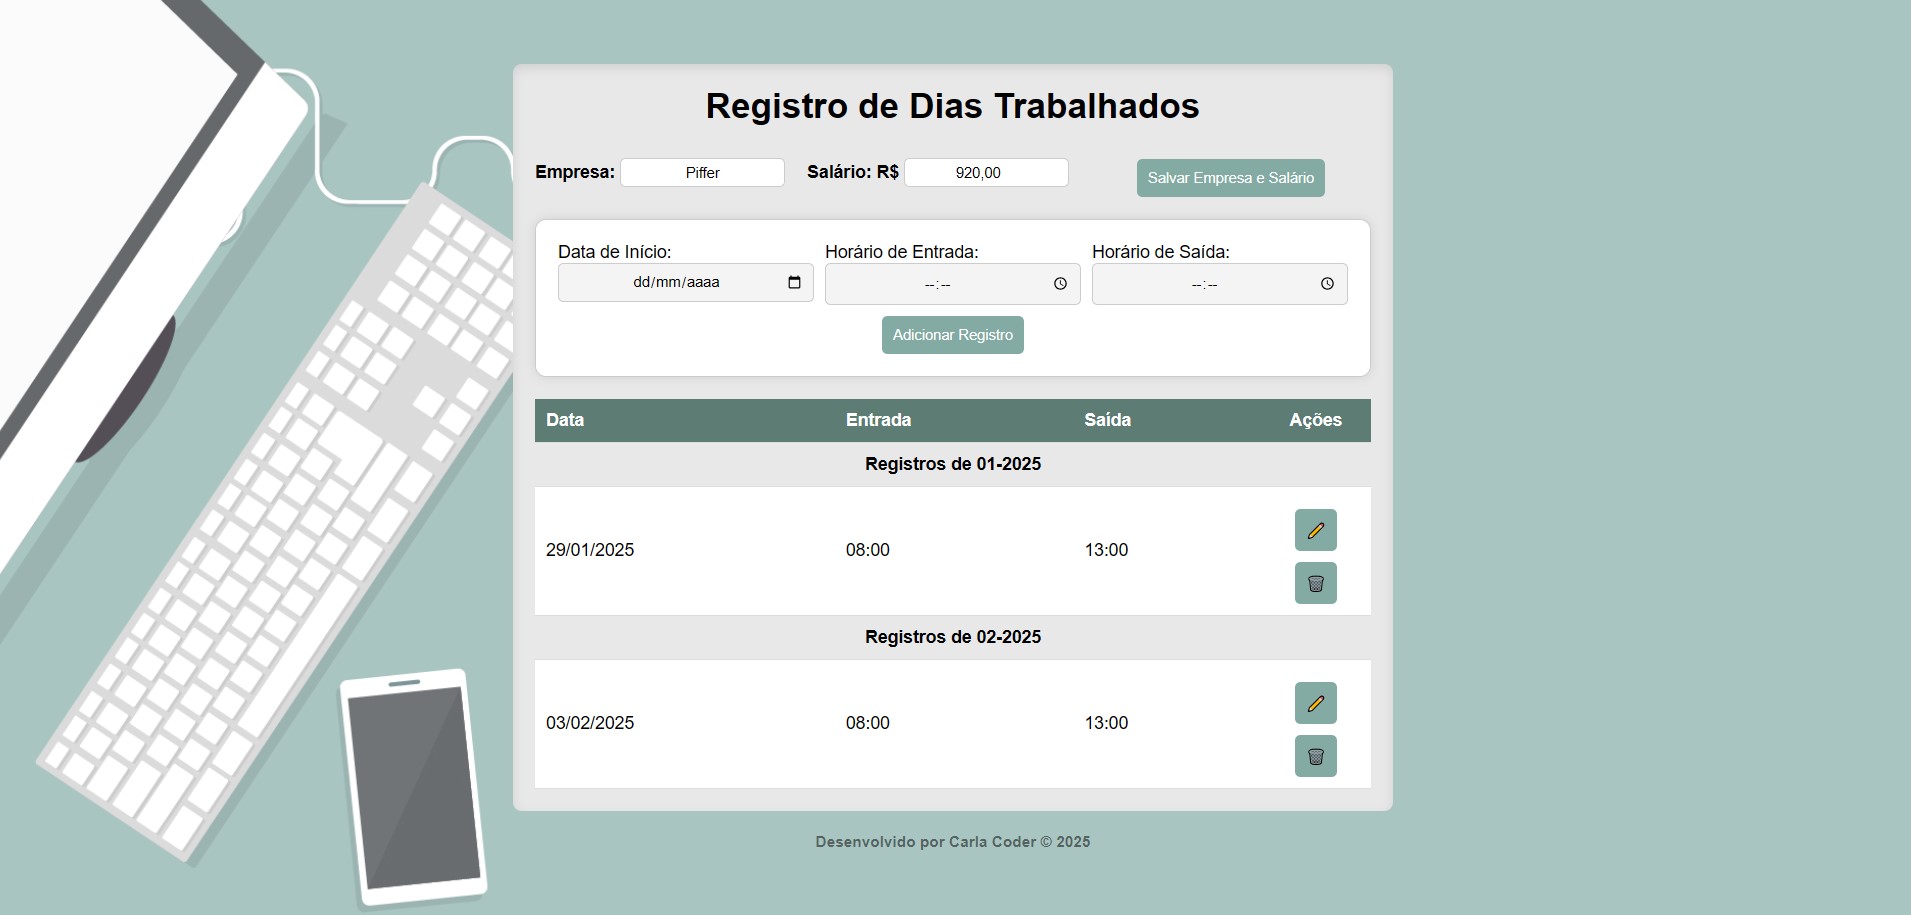 Registro de Dias Trabalhados
Empresa: Piffer Salário: R$ 920,00 Salvar Empresa e Salário
Data de Início: Horário de Entrada: Horário de Saída:
dd/mm/aaaa --:-- --:--
Adicionar Registro
Data Entrada Saída Ações
Registros de 01-2025
29/01/2025 08:00 13:00
Registros de 02-2025
03/02/2025 08:00 13:00
Desenvolvido por Carla Coder © 2025